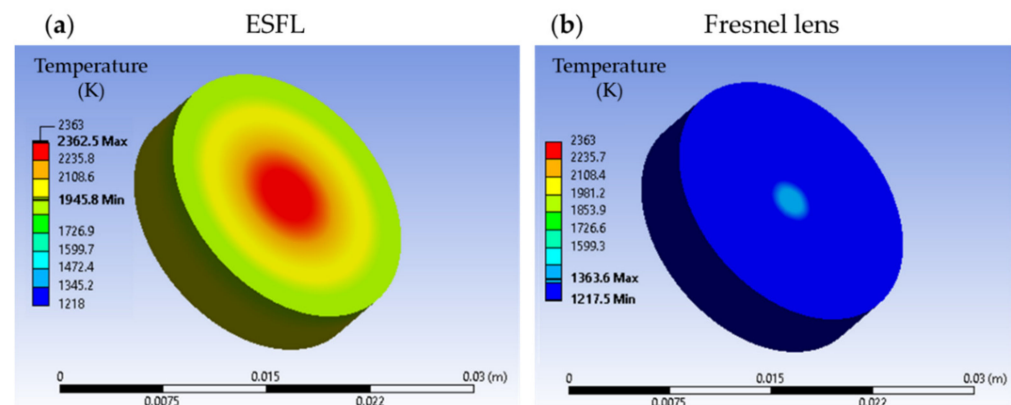 (a) ESFL
Temperature
(K)
2363
2362.5 Max
2235.8
2108.6
1945.8 Min
1726.9
1599.7
1472.4
1345.2
1218
0 0.015 0.03 (m)
0.0075 0.022
(b) Fresnel lens
Temperature
(K)
2363
2235.7
2108.4
1981.2
1853.9
1726.6
1599.3
1363.6 Max
1217.5 Min
0 0.015 0.03 (m)
0.0075 0.022